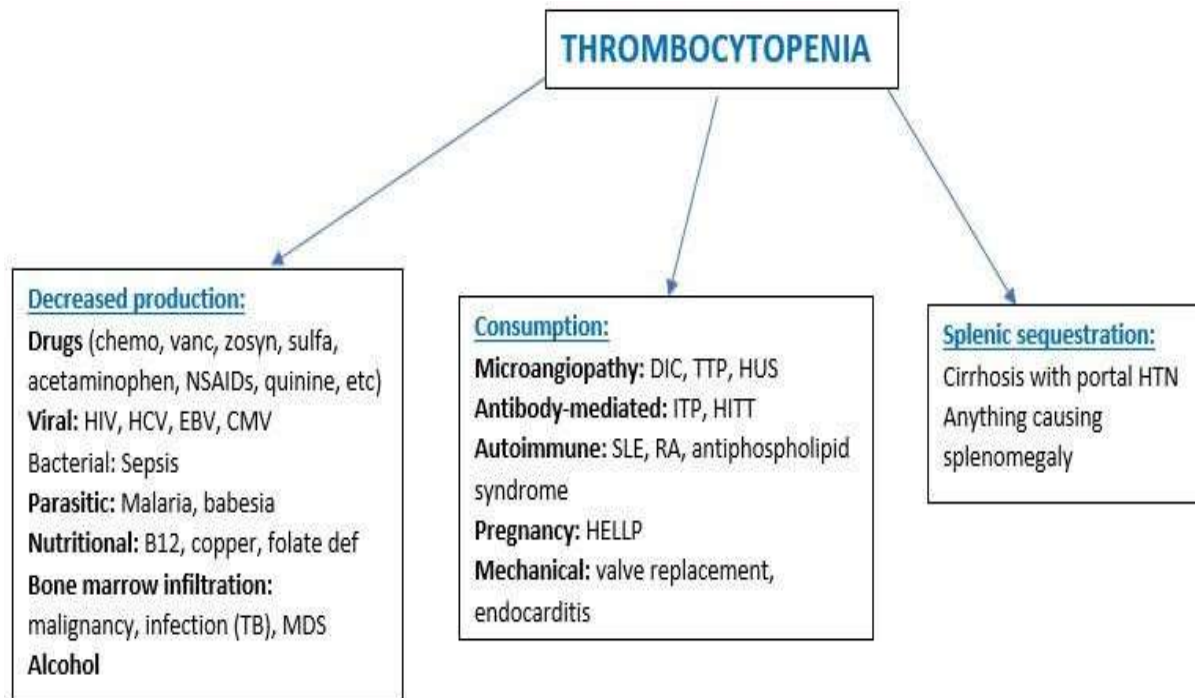 THROMBOCYTOPENIA
Decreased production:
Drugs (chemo, vanc, zosyn, sulfa,
acetaminophen, NSAIDs, quinine, etc)
Viral: HIV, HCV, EBV, CMV
Bacterial: Sepsis
Parasitic: Malaria, babesia
Nutritional: B12, copper, folate def
Bone marrow infiltration:
malignancy, infection (TB), MDS
Alcohol
Consumption:
Microangiopathy: DIC, TTP, HUS
Antibody-mediated: ITP, HITT
Autoimmune: SLE, RA, antiphospholipid
syndrome
Pregnancy: HELLP
Mechanical: valve replacement,
endocarditis
Splenic sequestration:
Cirrhosis with portal HTN
Anything causing
splenomegaly